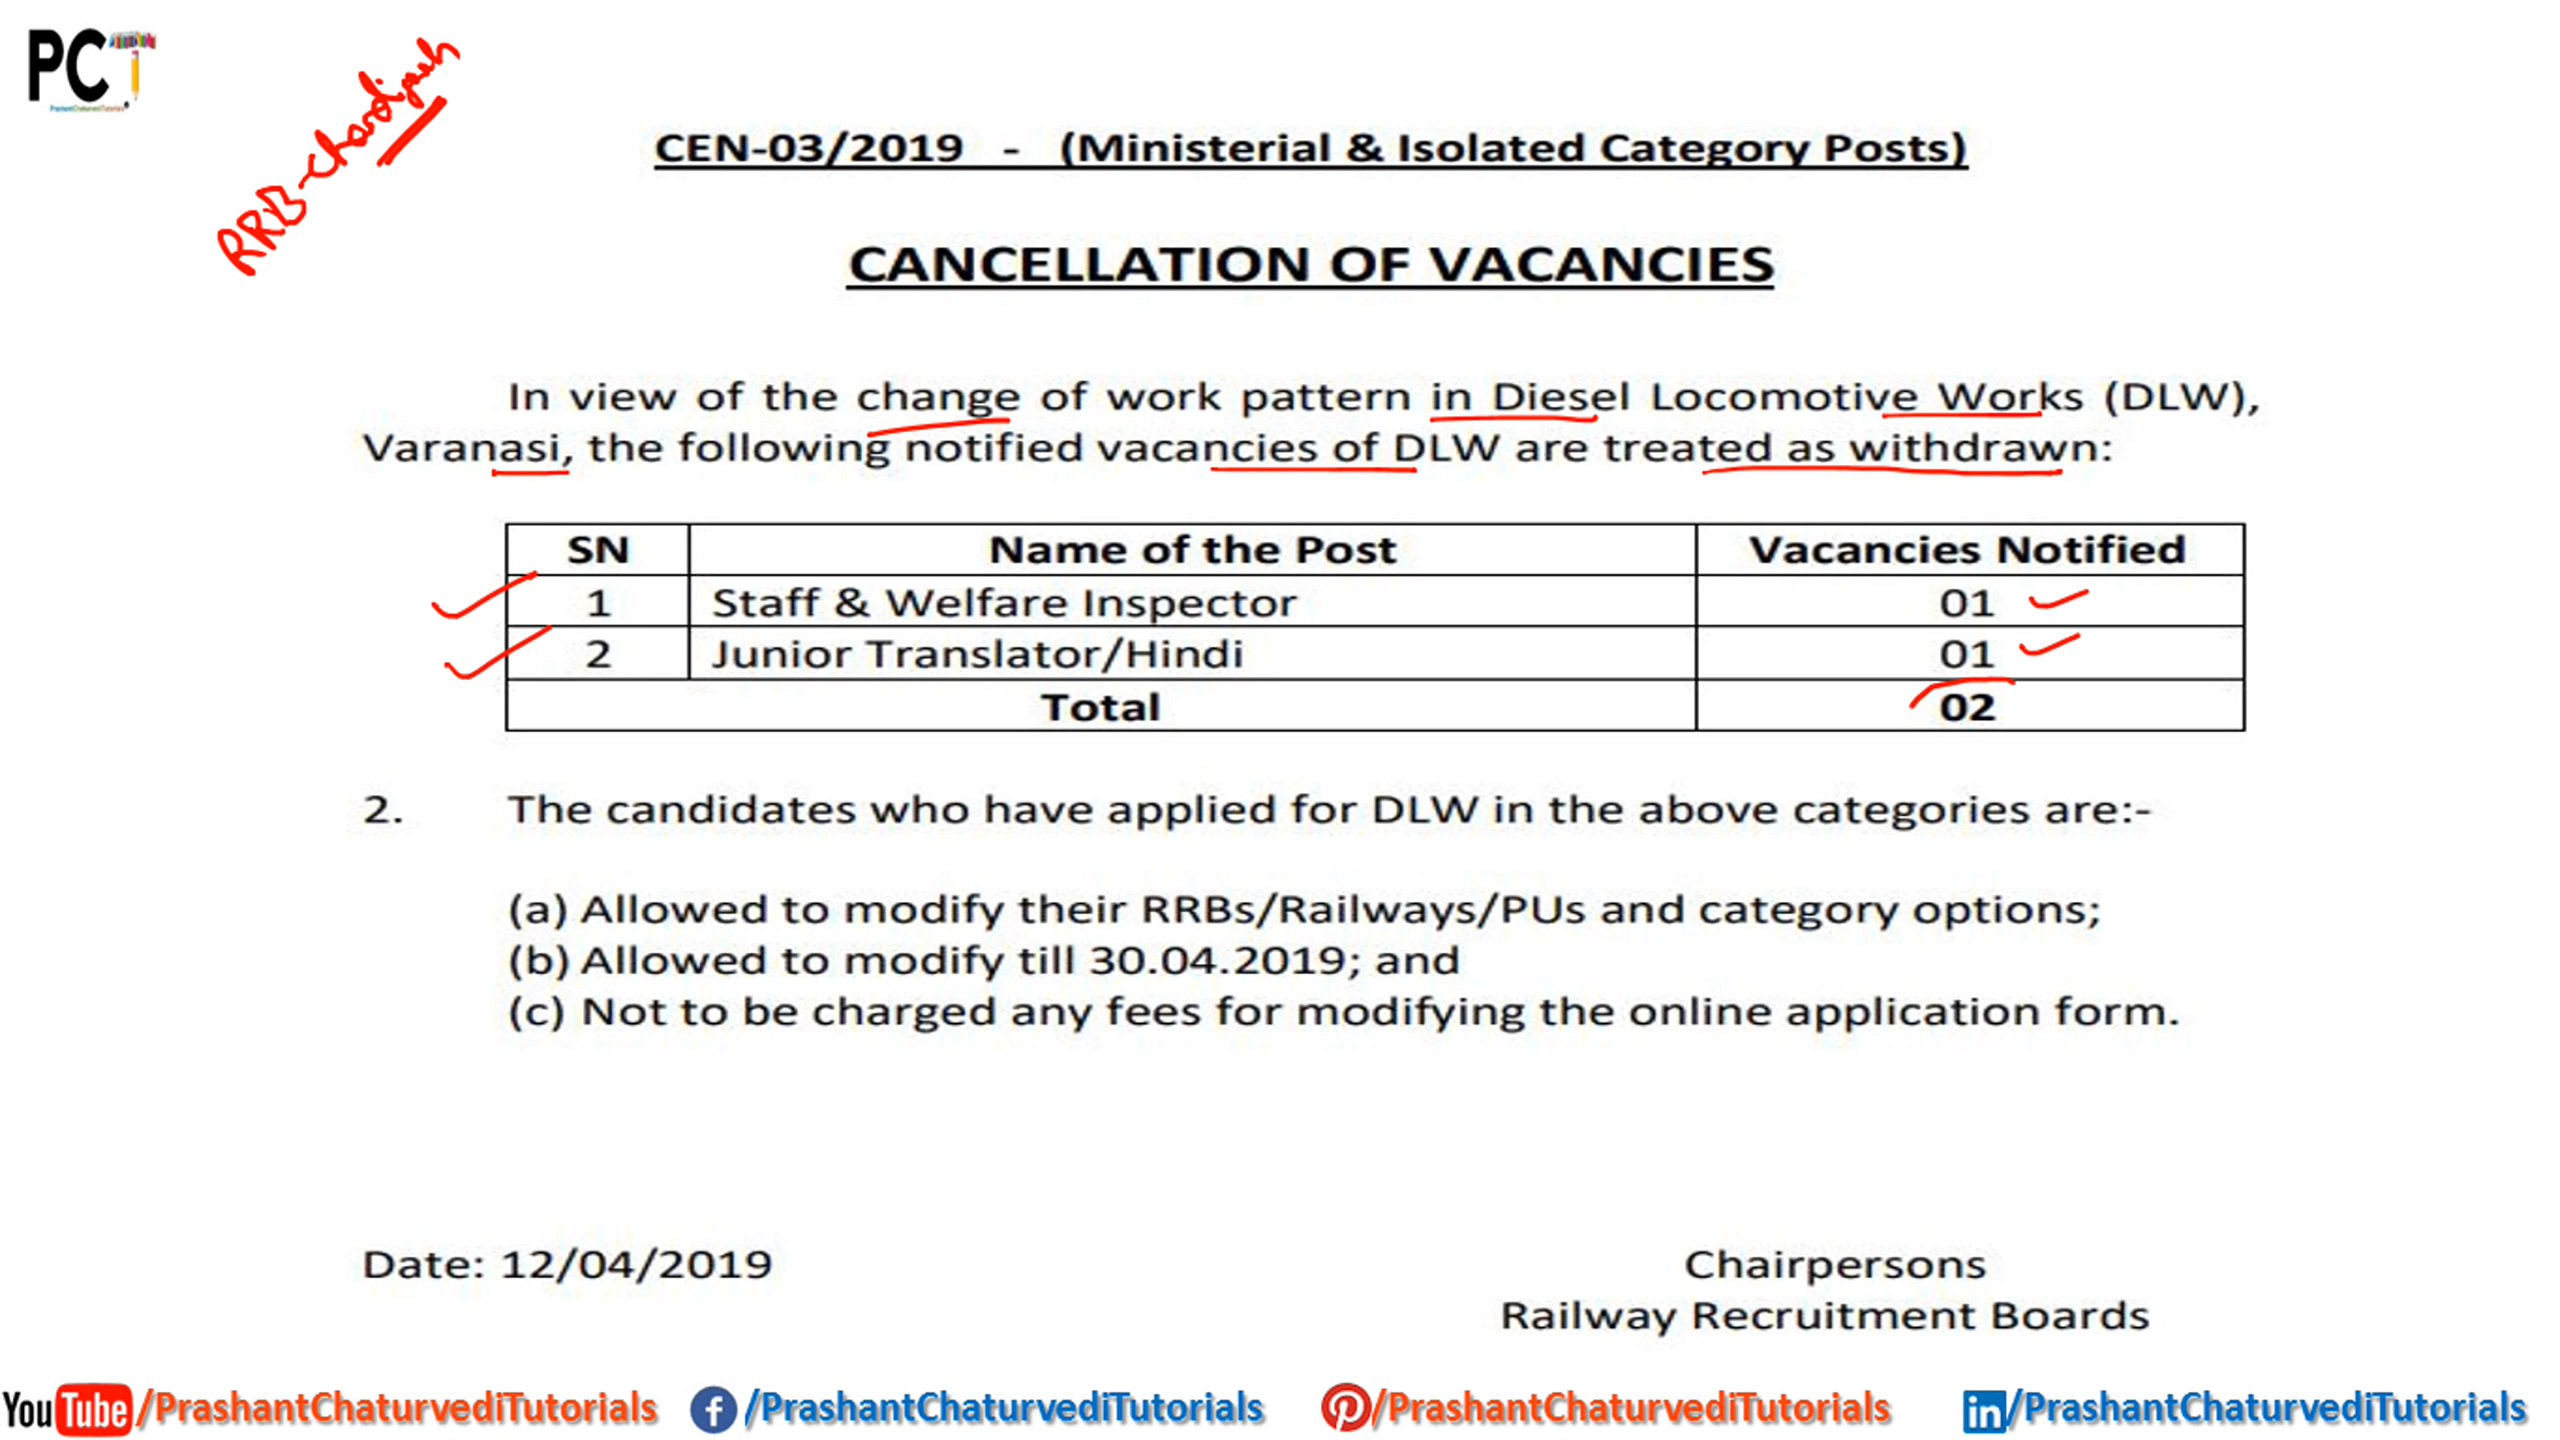 PCT
PrashantChaturvediTutorials
RRB-Chandigarh
CEN-03/2019 - (Ministerial & Isolated Category Posts)
CANCELLATION OF VACANCIES
In view of the change of work pattern in Diesel Locomotive Works (DLW),
Varanasi, the following notified vacancies of DLW are treated as withdrawn:
SN Name of the Post Vacancies Notified
1 Staff & Welfare Inspector 01
2 Junior Translator/Hindi 01
Total 02
2. The candidates who have applied for DLW in the above categories are:-
(a) Allowed to modify their RRBs/Railways/PUs and category options;
(b) Allowed to modify till 30.04.2019; and
(c) Not to be charged any fees for modifying the online application form.
Date: 12/04/2019 Chairpersons
Railway Recruitment Boards
YouTube/PrashantChaturvediTutorials f/PrashantChaturvediTutorials /PrashantChaturvediTutorials in/PrashantChaturvediTutorials